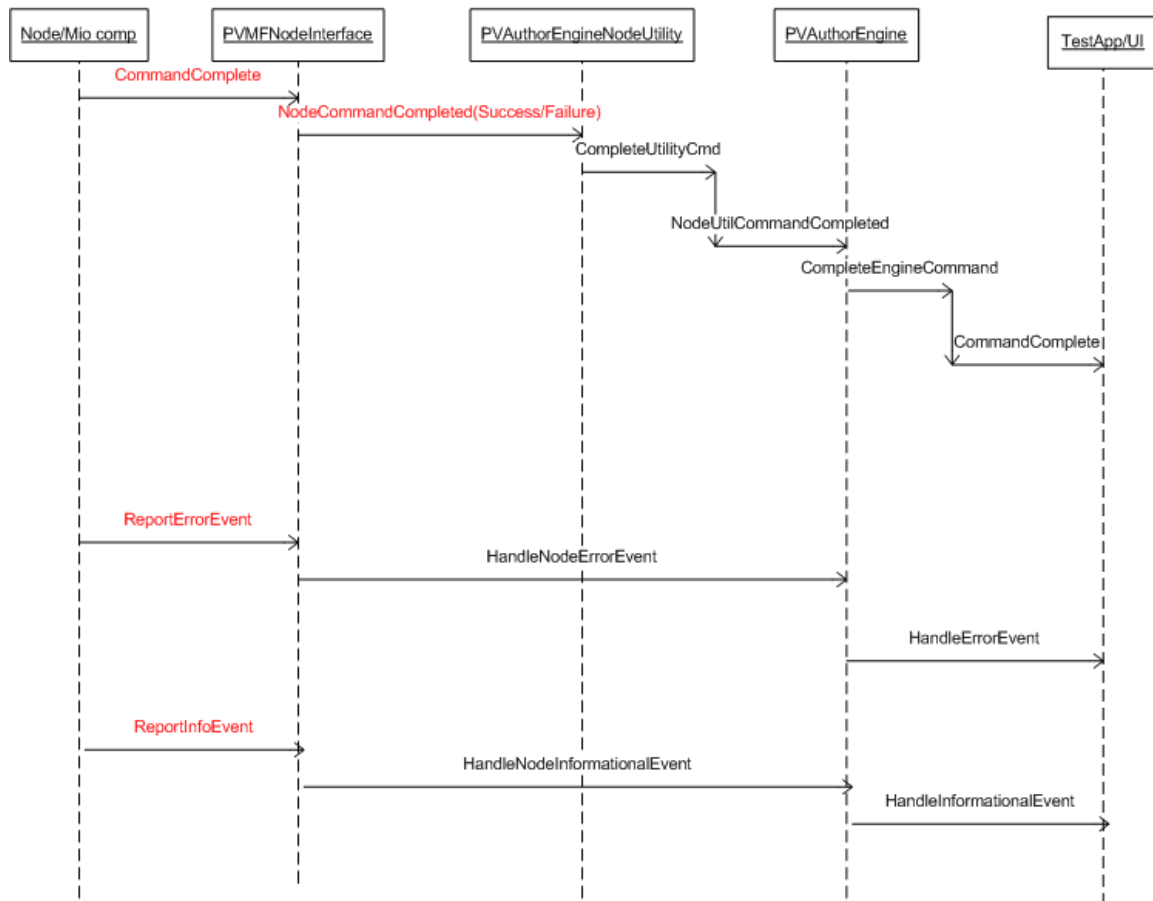 Node/Mio comp
PVMFNodeInterface
PVAuthorEngineNodeUtility
PVAuthorEngine
TestApp/UI
CommandComplete
NodeCommandCompleted(Success/Failure)
CompleteUtilityCmd
NodeUtilCommandCompleted
CompleteEngineCommand
CommandComplete
ReportErrorEvent
HandleNodeErrorEvent
HandleErrorEvent
ReportInfoEvent
HandleNodeInformationalEvent
HandleInformationalEvent